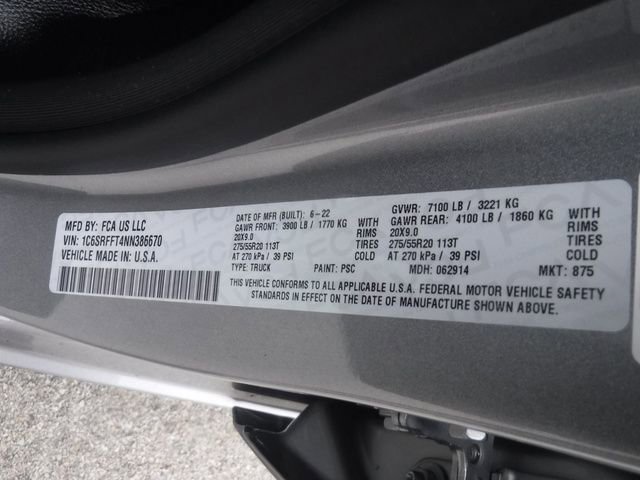 MFD BY: FCA US LLC
VIN: 1C6SRFFT4NN386670
VEHICLE MADE IN U.S.A.
DATE OF MFR (BUILT): 6-22
GAWR FRONT: 3900 LB / 1770 KG WITH
20X9.0 RIMS
275/55R20 113T TIRES
AT 270 kPa / 39 PSI COLD
TYPE: TRUCK PAINT: PSC
GVWR: 7100 LB / 3221 KG
GAWR REAR: 4100 LB / 1860 KG WITH
20X9.0 RIMS
275/55R20 113T TIRES
AT 270 kPa / 39 PSI COLD
MDH: 062914 MKT: 875
THIS VEHICLE CONFORMS TO ALL APPLICABLE U.S.A. FEDERAL MOTOR VEHICLE SAFETY
STANDARDS IN EFFECT ON THE DATE OF MANUFACTURE SHOWN ABOVE.